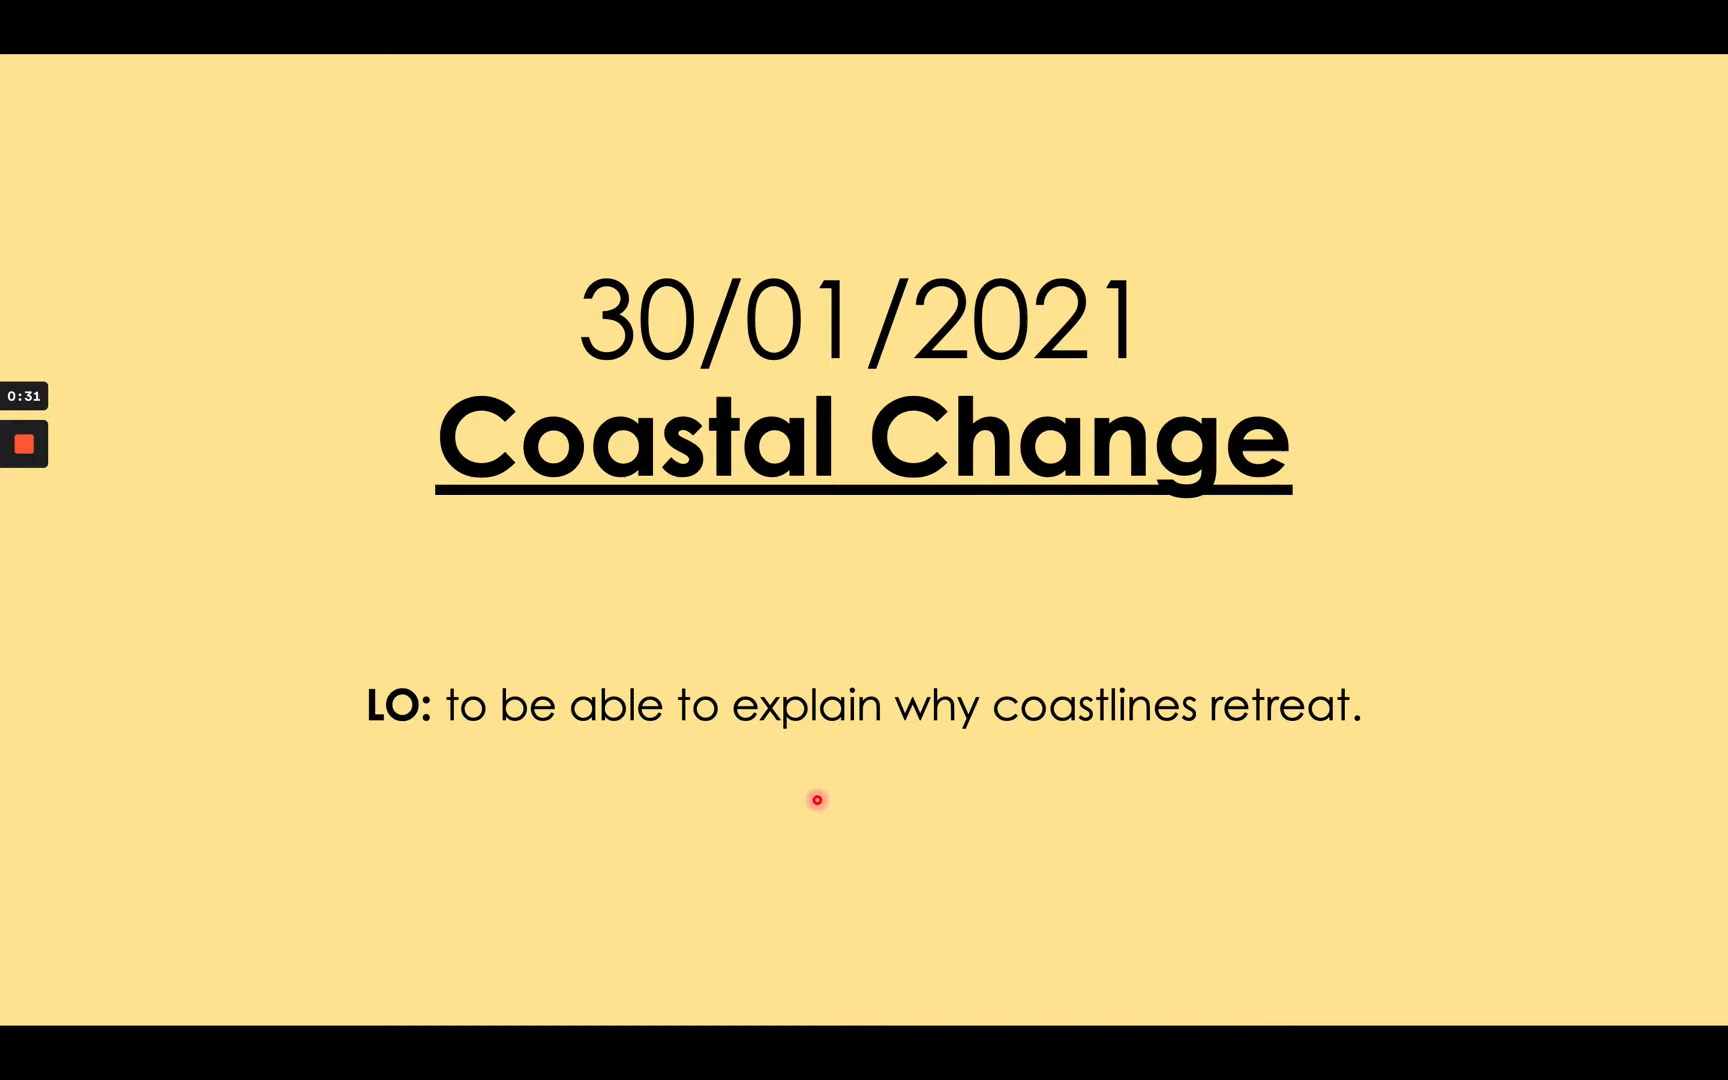 30/01/2021
Coastal Change
0:31
LO: to be able to explain why coastlines retreat.